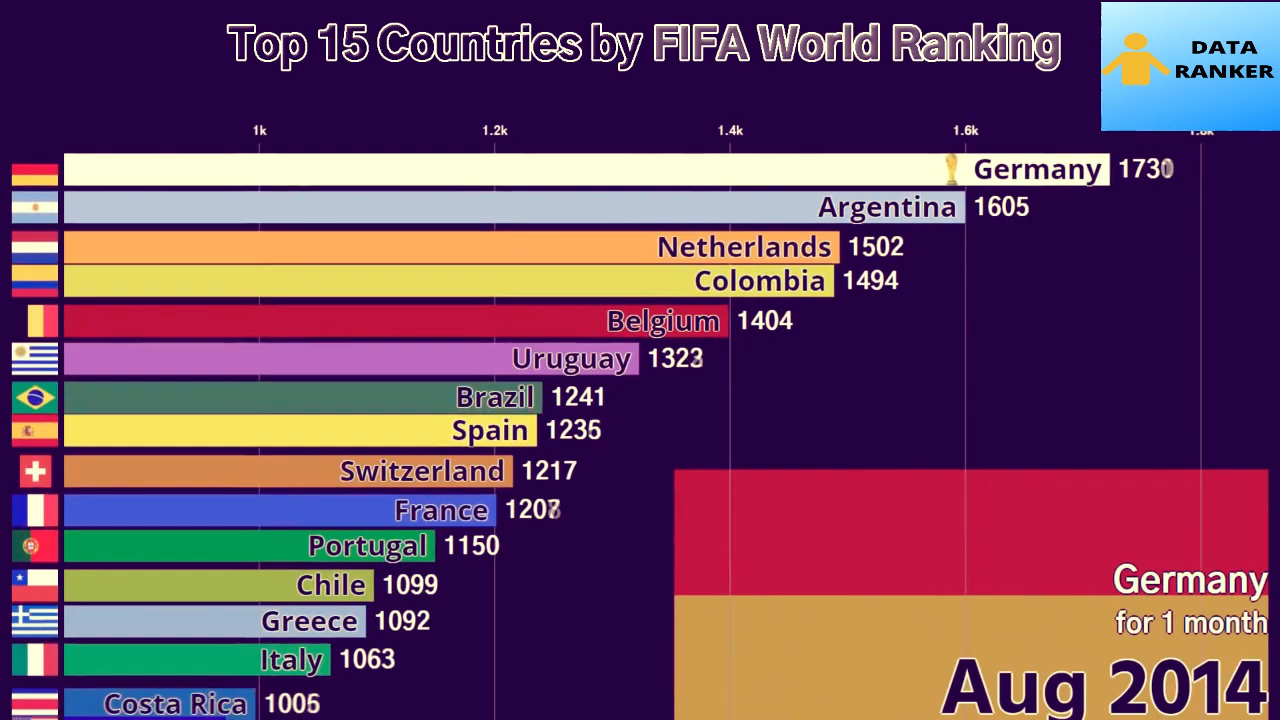 Top 15 Countries by FIFA World Ranking
DATA
RANKER
1k 1.2k 1.4k 1.6k 1.8k
Germany 1730
Argentina 1605
Netherlands 1502
Colombia 1494
Belgium 1404
Uruguay 1323
Brazil 1241
Spain 1235
Switzerland 1217
France
Portugal 1150
Chile 1099
Greece 1092
Italy 1063
Costa Rica 1005
Germany
for 1 month
Aug 2014